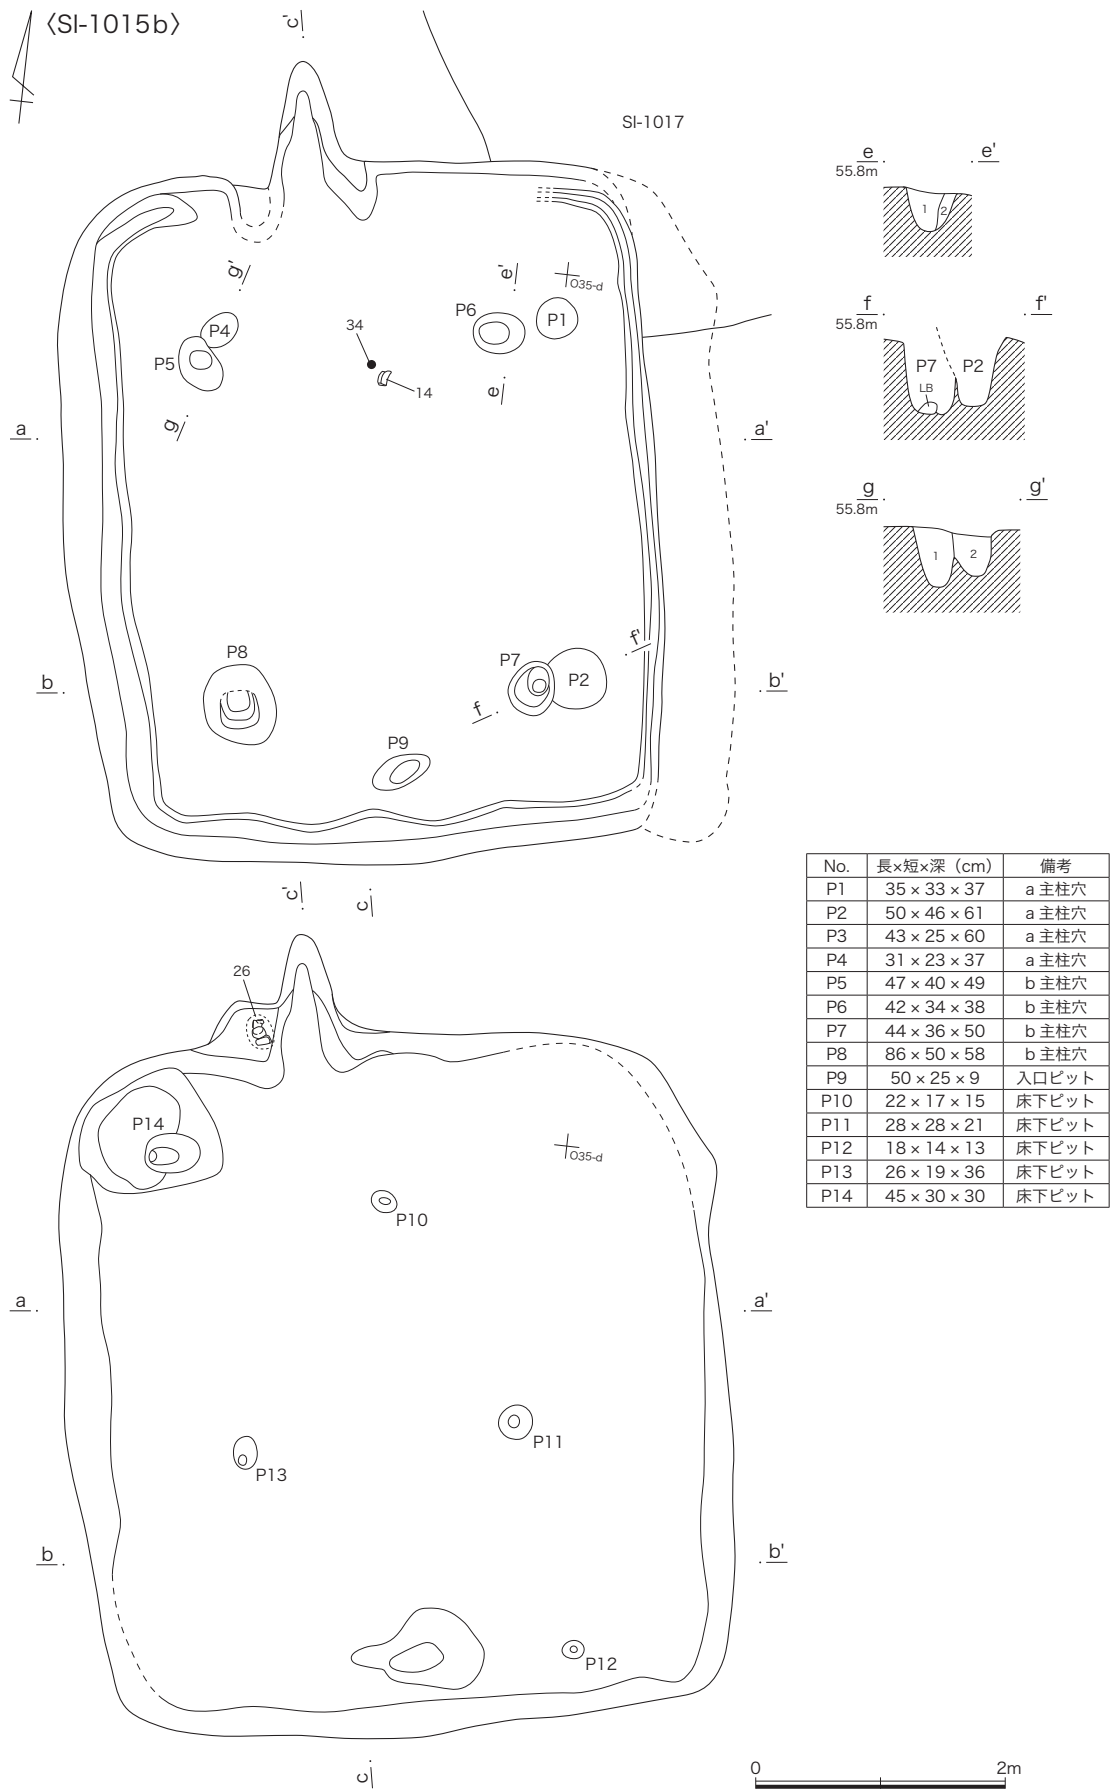 〈SI-1015b〉
c'
SI-1017
e
e'
55.8m
1
2
g'
e'
O35-d
P4
P6
P1
34
P5
f
f'
55.8m
P7
P2
LB
14
e
g
a
a'
g
g'
55.8m
1
2
f'
P8
P7
P2
b
b'
f
P9
c'
c
No. 長×短×深（cm） 備考
P1 35 × 33 × 37 a 主柱穴
P2 50 × 46 × 61 a 主柱穴
P3 43 × 25 × 60 a 主柱穴
P4 31 × 23 × 37 a 主柱穴
P5 47 × 40 × 49 b 主柱穴
P6 42 × 34 × 38 b 主柱穴
P7 44 × 36 × 50 b 主柱穴
P8 86 × 50 × 58 b 主柱穴
P9 50 × 25 × 9 入口ピット
P10 22 × 17 × 15 床下ピット
P11 28 × 28 × 21 床下ピット
P12 18 × 14 × 13 床下ピット
P13 26 × 19 × 36 床下ピット
P14 45 × 30 × 30 床下ピット
26
P14
O35-d
P10
a
a'
P11
P13
b
b'
P12
c
0
2m